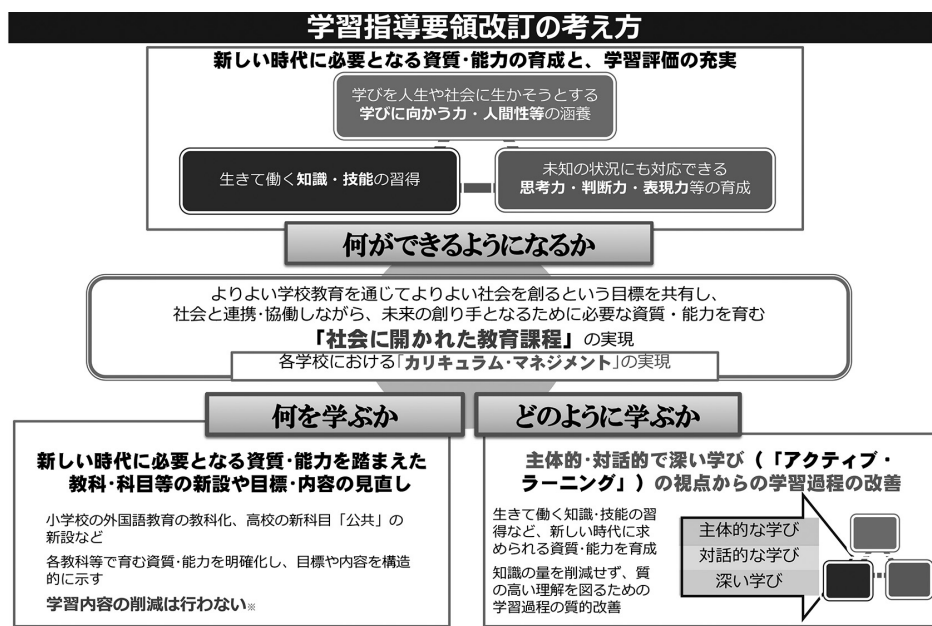 学習指導要領改訂の考え方
新しい時代に必要となる資質･能力の育成と、学習評価の充実
学びを人生や社会に生かそうとする
学びに向かう力・人間性等の涵養
生きて働く知識・技能の習得
未知の状況にも対応できる
思考力・判断力・表現力等の育成
何ができるようになるか
よりよい学校教育を通じてよりよい社会を創るという目標を共有し、
社会と連携･協働しながら、未来の創り手となるために必要な資質・能力を育む
「社会に開かれた教育課程」の実現
各学校における｢カリキュラム･マネジメント｣の実現
何を学ぶか
新しい時代に必要となる資質･能力を踏まえた
教科･科目等の新設や目標･内容の見直し
小学校の外国語教育の教科化、高校の新科目「公共」の
新設など
各教科等で育む資質･能力を明確化し、目標や内容を構造
的に示す
学習内容の削減は行わない※
どのように学ぶか
主体的･対話的で深い学び（「アクティブ・
ラーニング」）の視点からの学習過程の改善
生きて働く知識･技能の習
得など、新しい時代に求
められる資質･能力を育成
知識の量を削減せず、質
の高い理解を図るための
学習過程の質的改善
主体的な学び
対話的な学び
深い学び